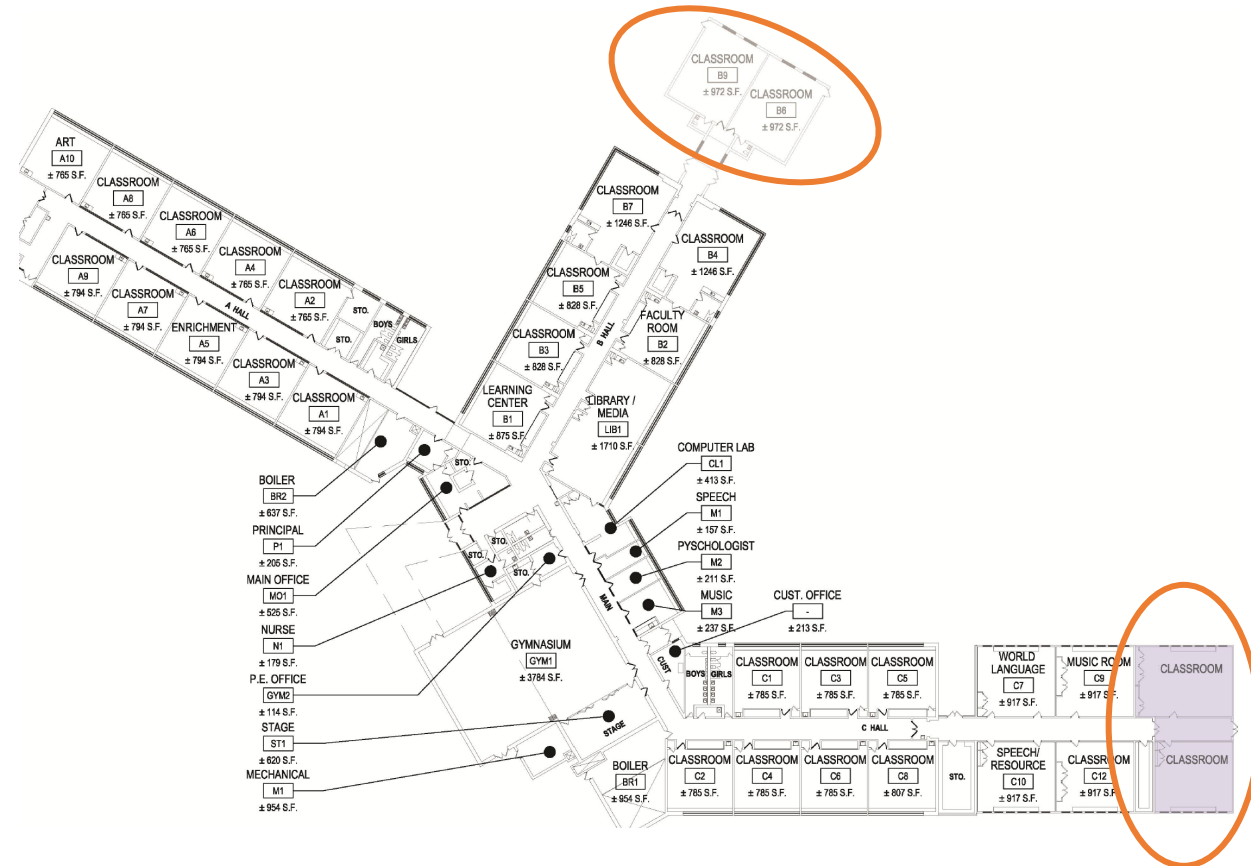 CLASSROOM
B9
± 972 S.F.
CLASSROOM
B6
± 972 S.F.
ART
A10
± 765 S.F.
CLASSROOM
A8
± 765 S.F.
CLASSROOM
A6
± 765 S.F.
CLASSROOM
A4
± 765 S.F.
CLASSROOM
A2
± 765 S.F.
STO.
STO.
BOYS
GIRLS
CLASSROOM
A9
± 794 S.F.
CLASSROOM
A7
± 794 S.F.
ENRICHMENT
A5
± 794 S.F.
CLASSROOM
A3
± 794 S.F.
CLASSROOM
A1
± 794 S.F.
A HALL
CLASSROOM
B7
± 1246 S.F.
CLASSROOM
B4
± 1246 S.F.
CLASSROOM
B5
± 828 S.F.
CLASSROOM
B3
± 828 S.F.
B HALL
FACULTY
ROOM
B2
± 828 S.F.
LEARNING
CENTER
B1
± 875 S.F.
LIBRARY /
MEDIA
LIB1
± 1710 S.F.
BOILER
BR2
± 637 S.F.
PRINCIPAL
P1
± 205 S.F.
MAIN OFFICE
MO1
± 525 S.F.
NURSE
N1
± 179 S.F.
P.E. OFFICE
GYM2
± 114 S.F.
STAGE
ST1
± 620 S.F.
MECHANICAL
M1
± 954 S.F.
STO.
STO.
STO.
STO.
GYMNASIUM
GYM1
± 3784 S.F.
STAGE
MAIN
CUST
COMPUTER LAB
CL1
± 413 S.F.
SPEECH
M1
± 157 S.F.
PYSCHOLOGIST
M2
± 211 S.F.
MUSIC
M3
± 237 S.F.
CUST. OFFICE
-
± 213 S.F.
BOYS
GIRLS
CLASSROOM
C1
± 785 S.F.
CLASSROOM
C3
± 785 S.F.
CLASSROOM
C5
± 785 S.F.
WORLD
LANGUAGE
C7
± 917 S.F.
MUSIC ROOM
C9
± 917 S.F.
CLASSROOM
C HALL
BOILER
BR1
± 954 S.F.
CLASSROOM
C2
± 785 S.F.
CLASSROOM
C4
± 785 S.F.
CLASSROOM
C6
± 785 S.F.
CLASSROOM
C8
± 807 S.F.
STO.
SPEECH/
RESOURCE
C10
± 917 S.F.
CLASSROOM
C12
± 917 S.F.
CLASSROOM